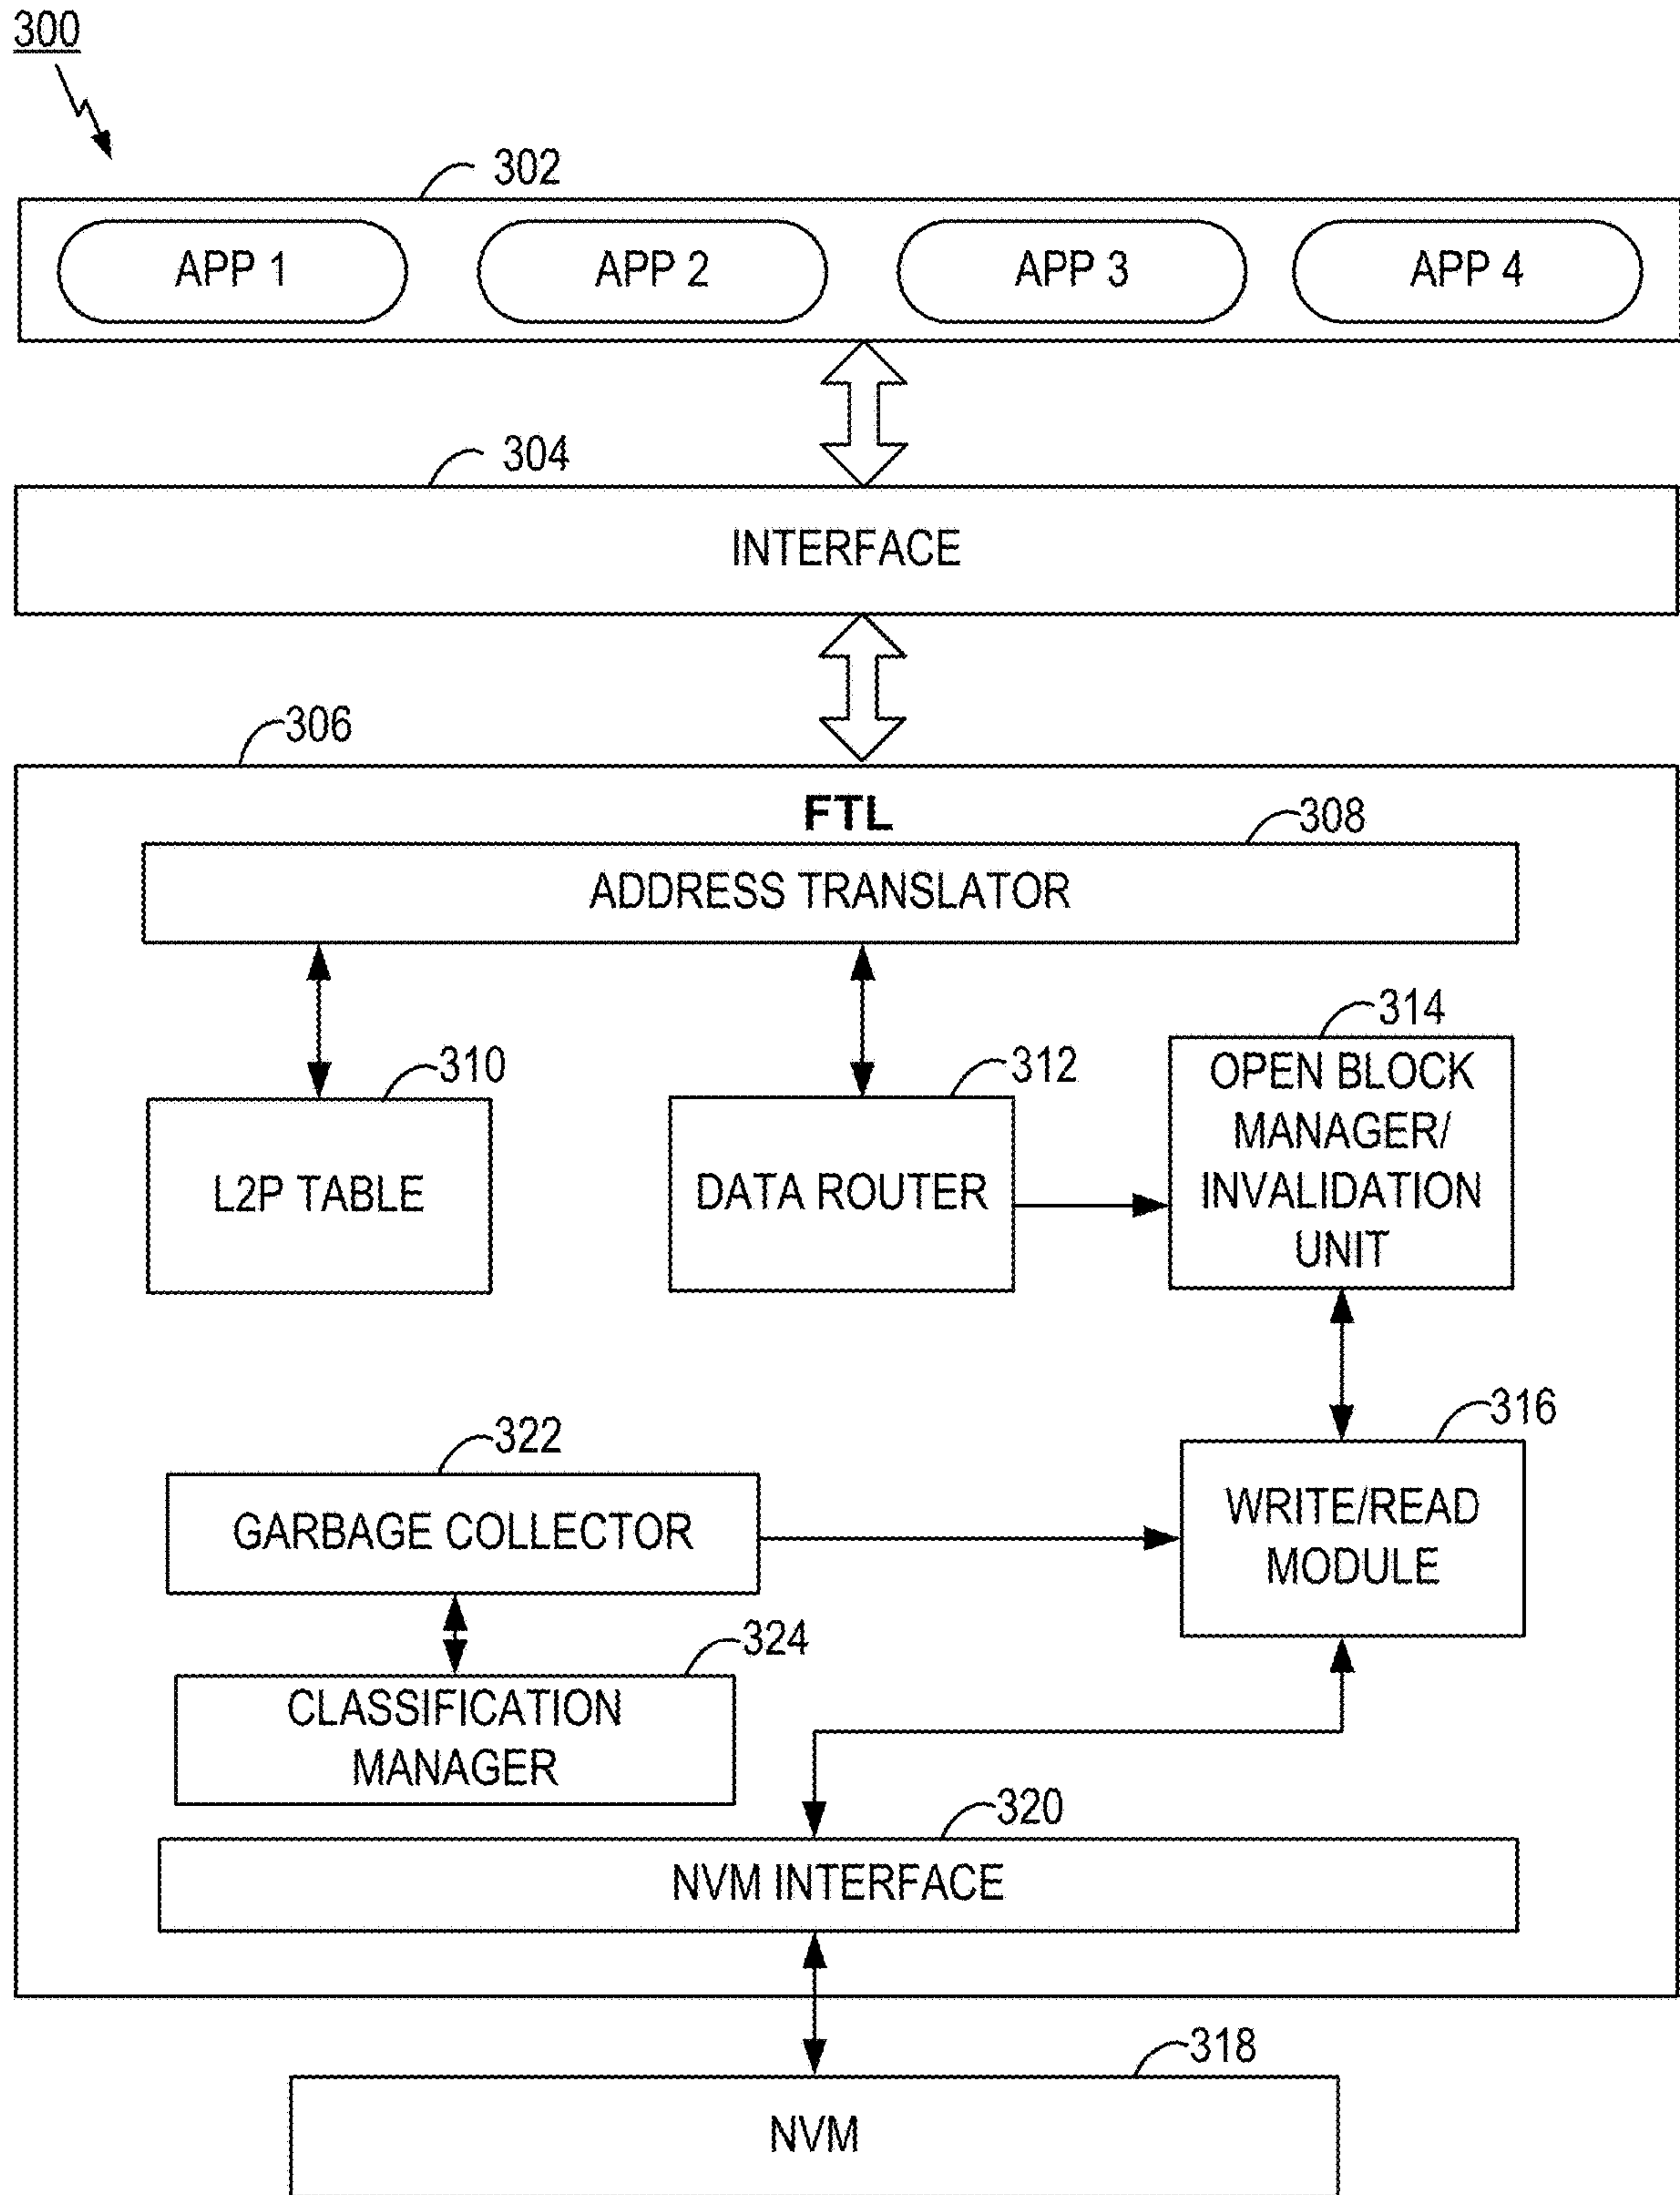 300
302
APP 1
APP 2
APP 3
APP 4
304
INTERFACE
306
FTL
308
ADDRESS TRANSLATOR
310
L2P TABLE
312
DATA ROUTER
314
OPEN BLOCK
MANAGER/
INVALIDATION
UNIT
316
WRITE/READ
MODULE
322
GARBAGE COLLECTOR
324
CLASSIFICATION
MANAGER
320
NVM INTERFACE
318
NVM